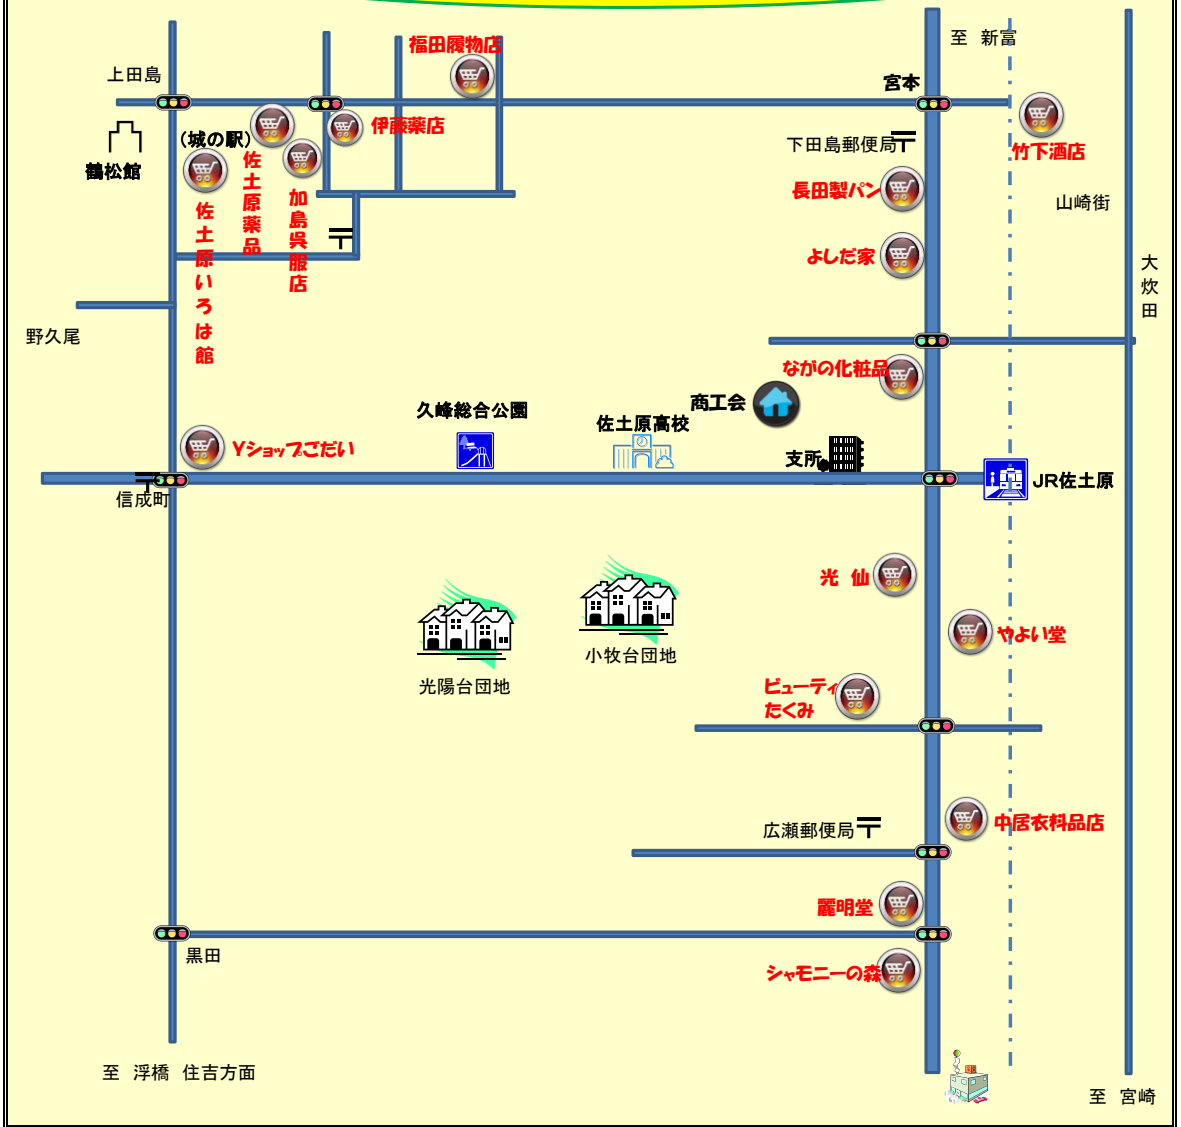 福田履物店
至 新富
上田島
宮本
伊藤薬店
(城の駅)
下田島郵便局
竹下酒店
鶴松館
佐土原薬品
長田製パン
加島呉服店
山崎街
佐土原いろは館
よしだ家
大炊田
野久尾
ながの化粧品
商工会
久峰総合公園
佐土原高校
Yショップごだい
支所
JR佐土原
信成町
光 仙
やよい堂
小牧台団地
光陽台団地
ビューティ
たくみ
中居衣料品店
広瀬郵便局
麗明堂
黒田
シャモニーの森
至 浮橋 住吉方面
至 宮崎